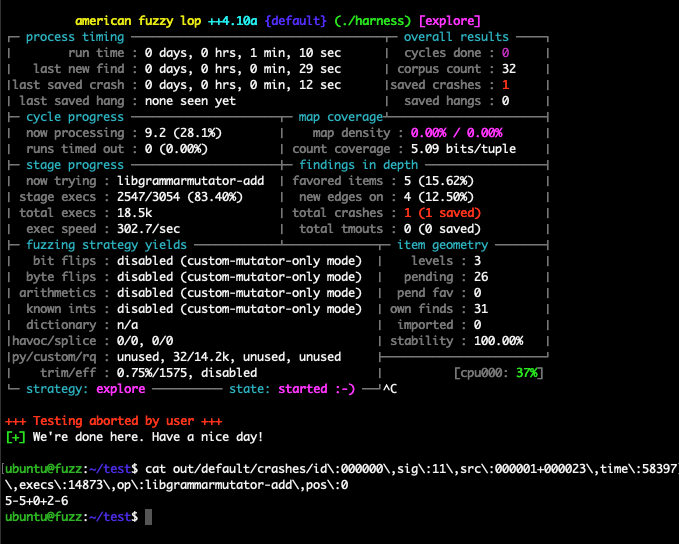 american fuzzy lop ++4.10a {default} (./harness) [explore]
process timing
overall results
run time : 0 days, 0 hrs, 1 min, 10 sec
cycles done : 0
last new find : 0 days, 0 hrs, 0 min, 29 sec
corpus count : 32
last saved crash : 0 days, 0 hrs, 0 min, 12 sec
saved crashes : 1
last saved hang : none seen yet
saved hangs : 0
cycle progress
map coverage
now processing : 9.2 (28.1%)
map density : 0.00% / 0.00%
runs timed out : 0 (0.00%)
count coverage : 5.09 bits/tuple
stage progress
findings in depth
now trying : libgrammarmutator-add
favored items : 5 (15.62%)
stage execs : 2547/3054 (83.40%)
new edges on : 4 (12.50%)
total execs : 18.5k
total crashes : 1 (1 saved)
exec speed : 302.7/sec
total tmouts : 0 (0 saved)
fuzzing strategy yields
item geometry
bit flips : disabled (custom-mutator-only mode)
levels : 3
byte flips : disabled (custom-mutator-only mode)
pending : 26
arithmetics : disabled (custom-mutator-only mode)
pend fav : 0
known ints : disabled (custom-mutator-only mode)
own finds : 31
dictionary : n/a
imported : 0
havoc/splice : 0/0, 0/0
stability : 100.00%
py/custom/rq : unused, 32/14.2k, unused, unused
trim/eff : 0.75%/1575, disabled
[cpu000: 37%]
strategy: explore
state: started :-)
^C
+++ Testing aborted by user +++
[+] We're done here. Have a nice day!
ubuntu@fuzz:~/test$ cat out/default/crashes/id\:000000\,sig\:11\,src\:000001+000023\,time\:58397
\,execs\:14873\,op\:libgrammarmutator-add\,pos\:0
5-5+0+2-6
ubuntu@fuzz:~/test$